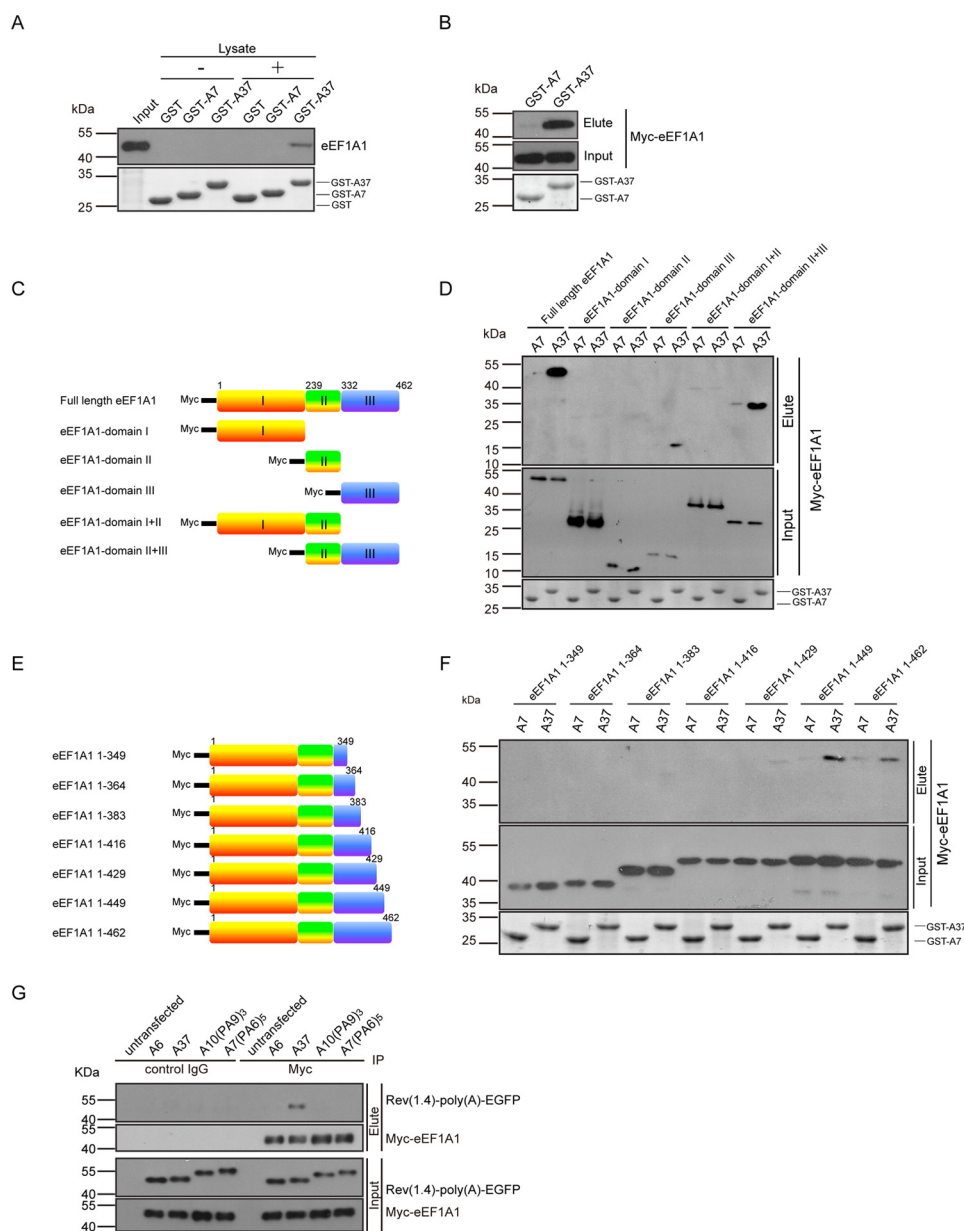 A
Lysate
- +
kDa
Input GST GST-A7 GST-A37 GST GST-A7 GST-A37
55
40
eEF1A1
35
25
GST-A37
GST-A7
GST
B
GST-A7 GST-A37
kDa
55
40
Elute
55
40
Input
Myc-eEF1A1
35
25
GST-A37
GST-A7
C
1 239 332 462
Full length eEF1A1 Myc I II III
eEF1A1-domain I Myc I
eEF1A1-domain II Myc II
eEF1A1-domain III Myc III
eEF1A1-domain I+II Myc I II
eEF1A1-domain II+III Myc II III
D
Full length eEF1A1 eEF1A1-domain I eEF1A1-domain II eEF1A1-domain III eEF1A1-domain I+II eEF1A1-domain II+III
kDa
A7 A37 A7 A37 A7 A37 A7 A37 A7 A37 A7 A37
55
40
35
25
15
10
Elute
55
40
35
25
15
10
Input
Myc-eEF1A1
35
25
GST-A37
GST-A7
E
1 349
eEF1A1 1-349 Myc
1 364
eEF1A1 1-364 Myc
1 383
eEF1A1 1-383 Myc
1 416
eEF1A1 1-416 Myc
1 429
eEF1A1 1-429 Myc
1 449
eEF1A1 1-449 Myc
1 462
eEF1A1 1-462 Myc
F
eEF1A1 1-349 eEF1A1 1-364 eEF1A1 1-383 eEF1A1 1-416 eEF1A1 1-429 eEF1A1 1-449 eEF1A1 1-462
kDa
A7 A37 A7 A37 A7 A37 A7 A37 A7 A37 A7 A37 A7 A37
55
40
35
Elute
55
40
35
Input
Myc-eEF1A1
35
25
GST-A37
GST-A7
G
untransfected A6 A37 A10(PA9)3 A7(PA6)5 untransfected A6 A37 A10(PA9)3 A7(PA6)5
IP
control IgG Myc
KDa
55
40
Rev(1.4)-poly(A)-EGFP
55
40
Myc-eEF1A1
Elute
55
40
Rev(1.4)-poly(A)-EGFP
55
40
Myc-eEF1A1
Input